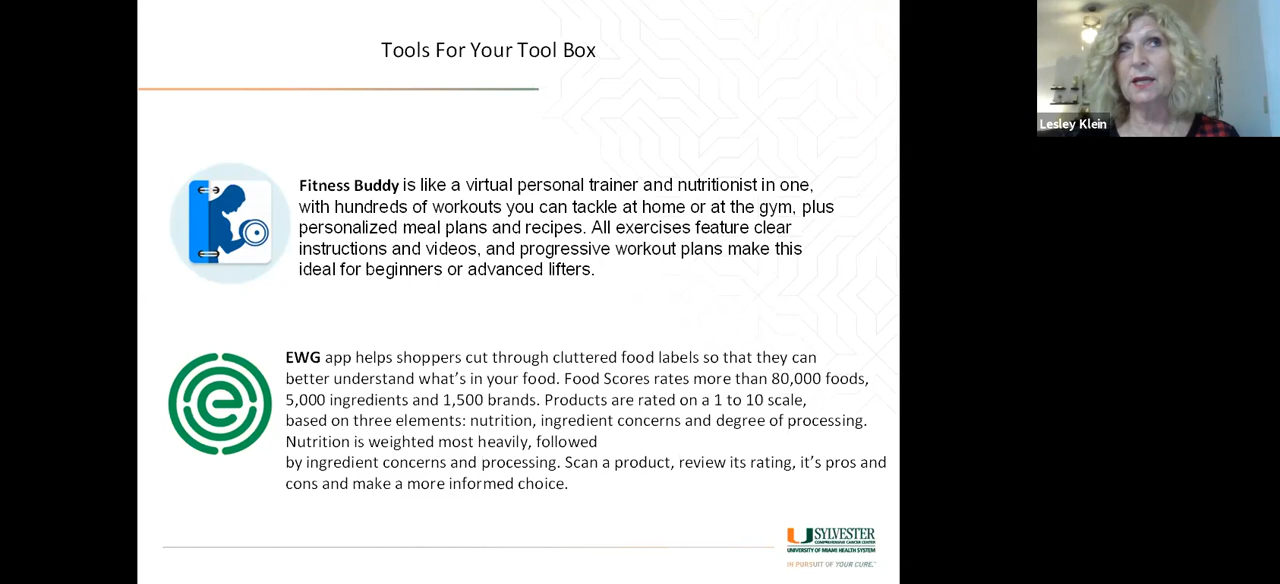 Tools For Your Tool Box
Lesley Klein
Fitness Buddy is like a virtual personal trainer and nutritionist in one,
with hundreds of workouts you can tackle at home or at the gym, plus
personalized meal plans and recipes. All exercises feature clear
instructions and videos, and progressive workout plans make this
ideal for beginners or advanced lifters.
e
EWG app helps shoppers cut through cluttered food labels so that they can
better understand what's in your food. Food Scores rates more than 80,000 foods,
5,000 ingredients and 1,500 brands. Products are rated on a 1 to 10 scale,
based on three elements: nutrition, ingredient concerns and degree of processing.
Nutrition is weighted most heavily, followed
by ingredient concerns and processing. Scan a product, review its rating, it's pros and
cons and make a more informed choice.
U SYLVESTER
COMPREHENSIVE CANCER CENTER
UNIVERSITY OF MIAMI HEALTH SYSTEM
IN PURSUIT OF YOUR CURE.™